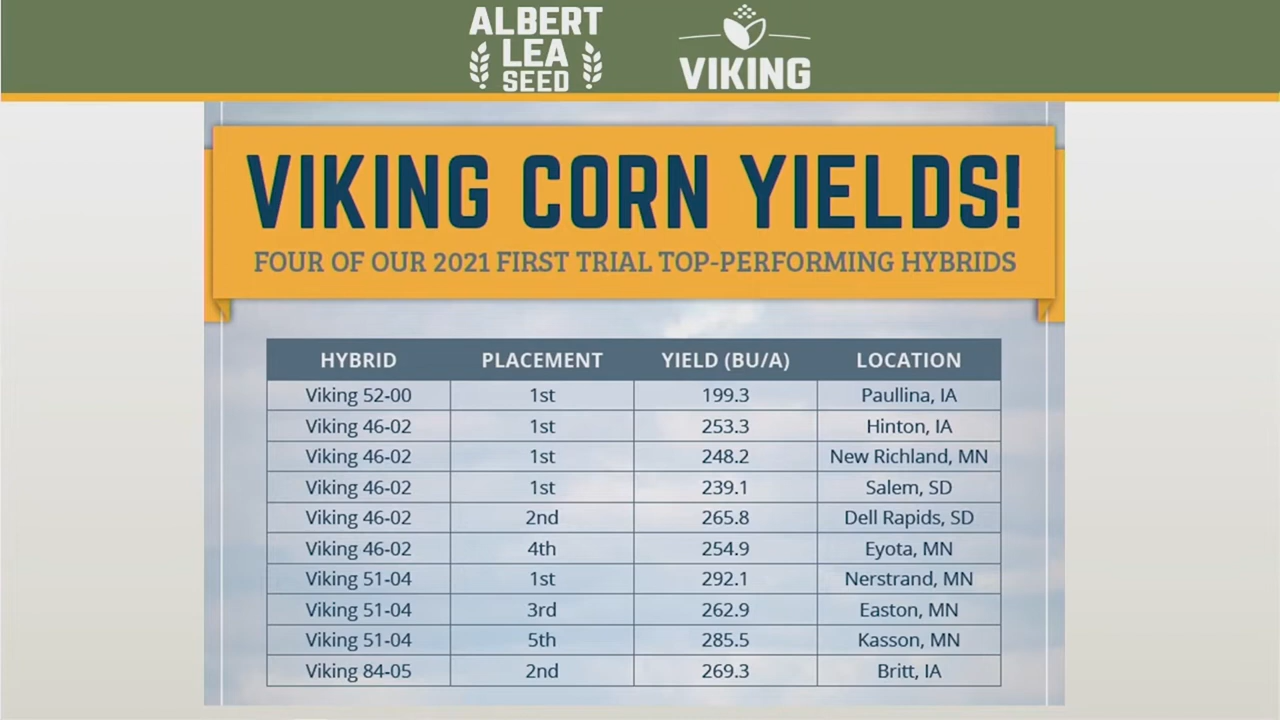 ALBERT
LEA
SEED
VIKING
VIKING CORN YIELDS!
FOUR OF OUR 2021 FIRST TRIAL TOP-PERFORMING HYBRIDS
HYBRID PLACEMENT YIELD (BU/A) LOCATION
Viking 52-00 1st 199.3 Paullina, IA
Viking 46-02 1st 253.3 Hinton, IA
Viking 46-02 1st 248.2 New Richland, MN
Viking 46-02 1st 239.1 Salem, SD
Viking 46-02 2nd 265.8 Dell Rapids, SD
Viking 46-02 4th 254.9 Eyota, MN
Viking 51-04 1st 292.1 Nerstrand, MN
Viking 51-04 3rd 262.9 Easton, MN
Viking 51-04 5th 285.5 Kasson, MN
Viking 84-05 2nd 269.3 Britt, IA